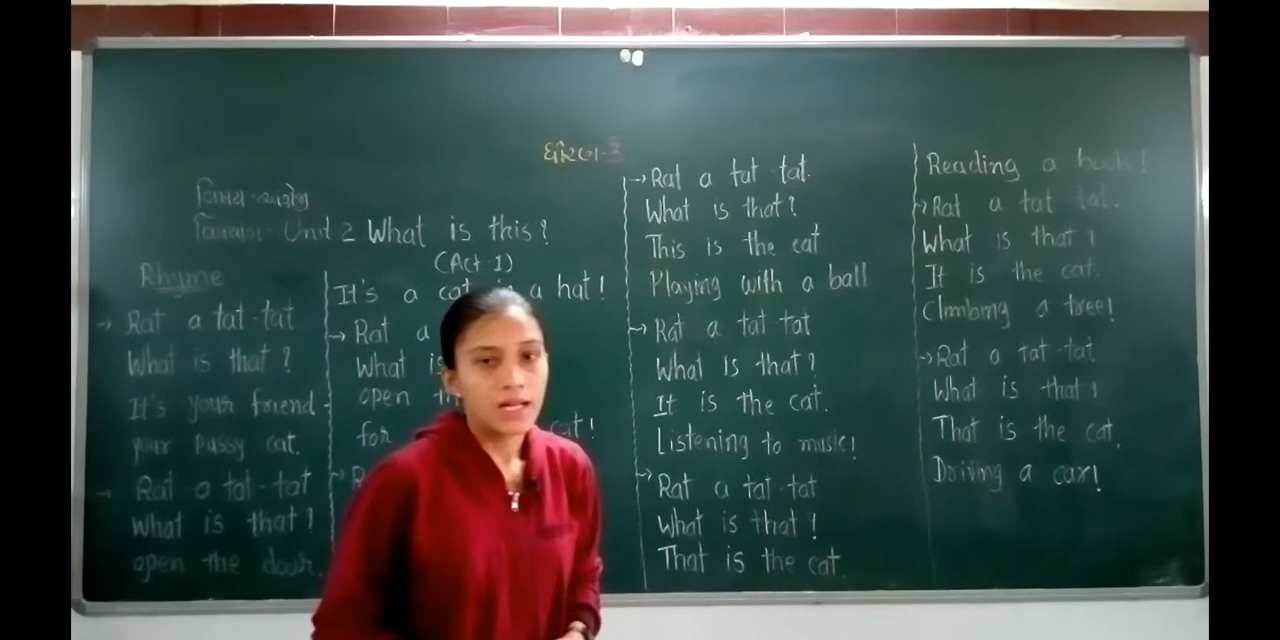 ધોરણ-3
વિષય-અંગ્રેજી
Unit 2 What is this?
(Act-1)
Rhyme
→ Rat a tat-tat
What is that?
It's your friend
your pussy cat.
→ Rat a tat-tat
What is that?
open the door.
It's a cat a hat!
→ Rat a
What is
open
for cat!
→ Rat a tat-tat.
What is that?
This is the cat
Playing with a ball
→ Rat a tat-tat
What is that?
It is the cat.
Listening to music!
→ Rat a tat-tat
What is that?
That is the cat.
Reading a book!
→ Rat a tat tat.
What is that?
It is the cat.
Climbing a tree!
→ Rat a tat-tat
What is that?
That is the cat.
Driving a car!